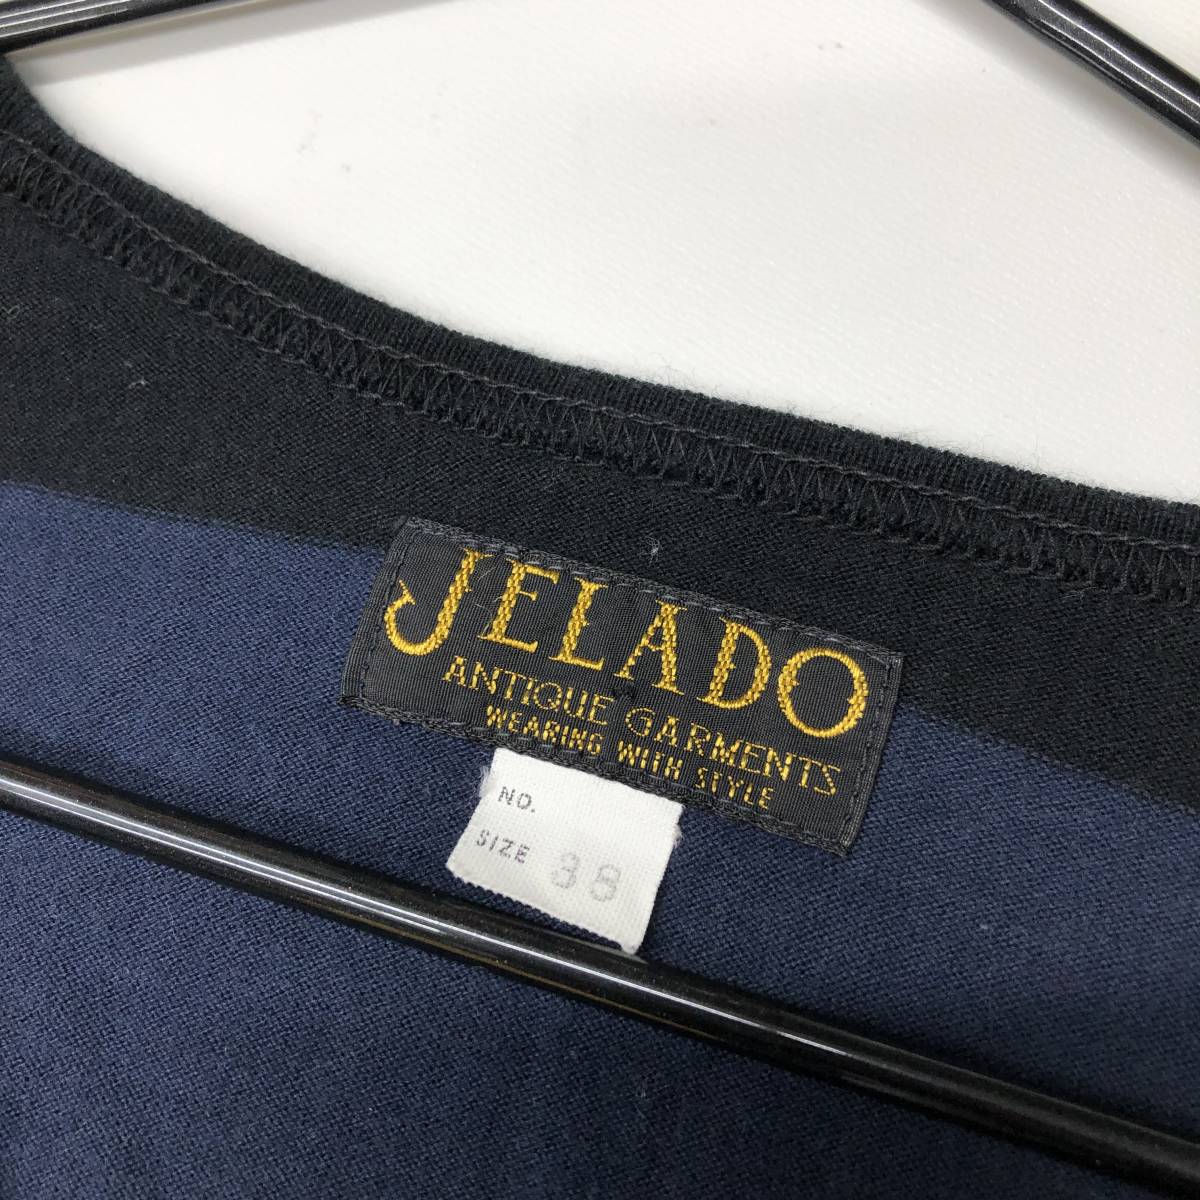 JELADO
ANTIQUE GARMENTS
WEARING WITH STYLE
NO.
SIZE 38